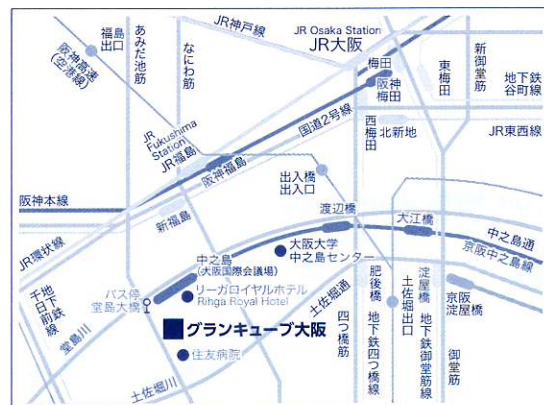 JR神戸線
JR Osaka Station
JR大阪
福島
出口
あみだ池筋
なにわ筋
阪神高速
(空港線)
梅田
阪神
梅田
東梅田
新御堂筋
地下鉄
谷町線
JR
Fukushima
Station
JR福島
阪神福島
国道2号線
西梅田
北新地
JR東西線
出入橋
出入口
阪神本線
新福島
渡辺橋
大江橋
中之島通
京阪中之島線
JR環状線
中之島
(大阪国際会議場)
大阪大学
中之島センター
バス停
堂島大橋
リーガロイヤルホテル
Rihga Royal Hotel
地下鉄
千日前線
堂島川
グランキューブ大阪
住友病院
土佐堀通
土佐堀川
肥後橋
四つ橋筋
地下鉄四つ橋線
土佐堀出口
淀屋橋
地下鉄御堂筋線
京阪
淀屋橋
御堂筋